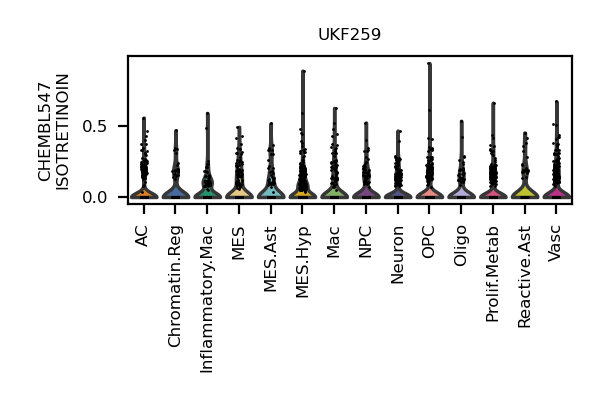 UKF259
CHEMBL547
ISOTRETINOIN
0.5
0.0
AC
Chromatin.Reg
Inflammatory.Mac
MES
MES.Ast
MES.Hyp
Mac
NPC
Neuron
OPC
Oligo
Prolif.Metab
Reactive.Ast
Vasc